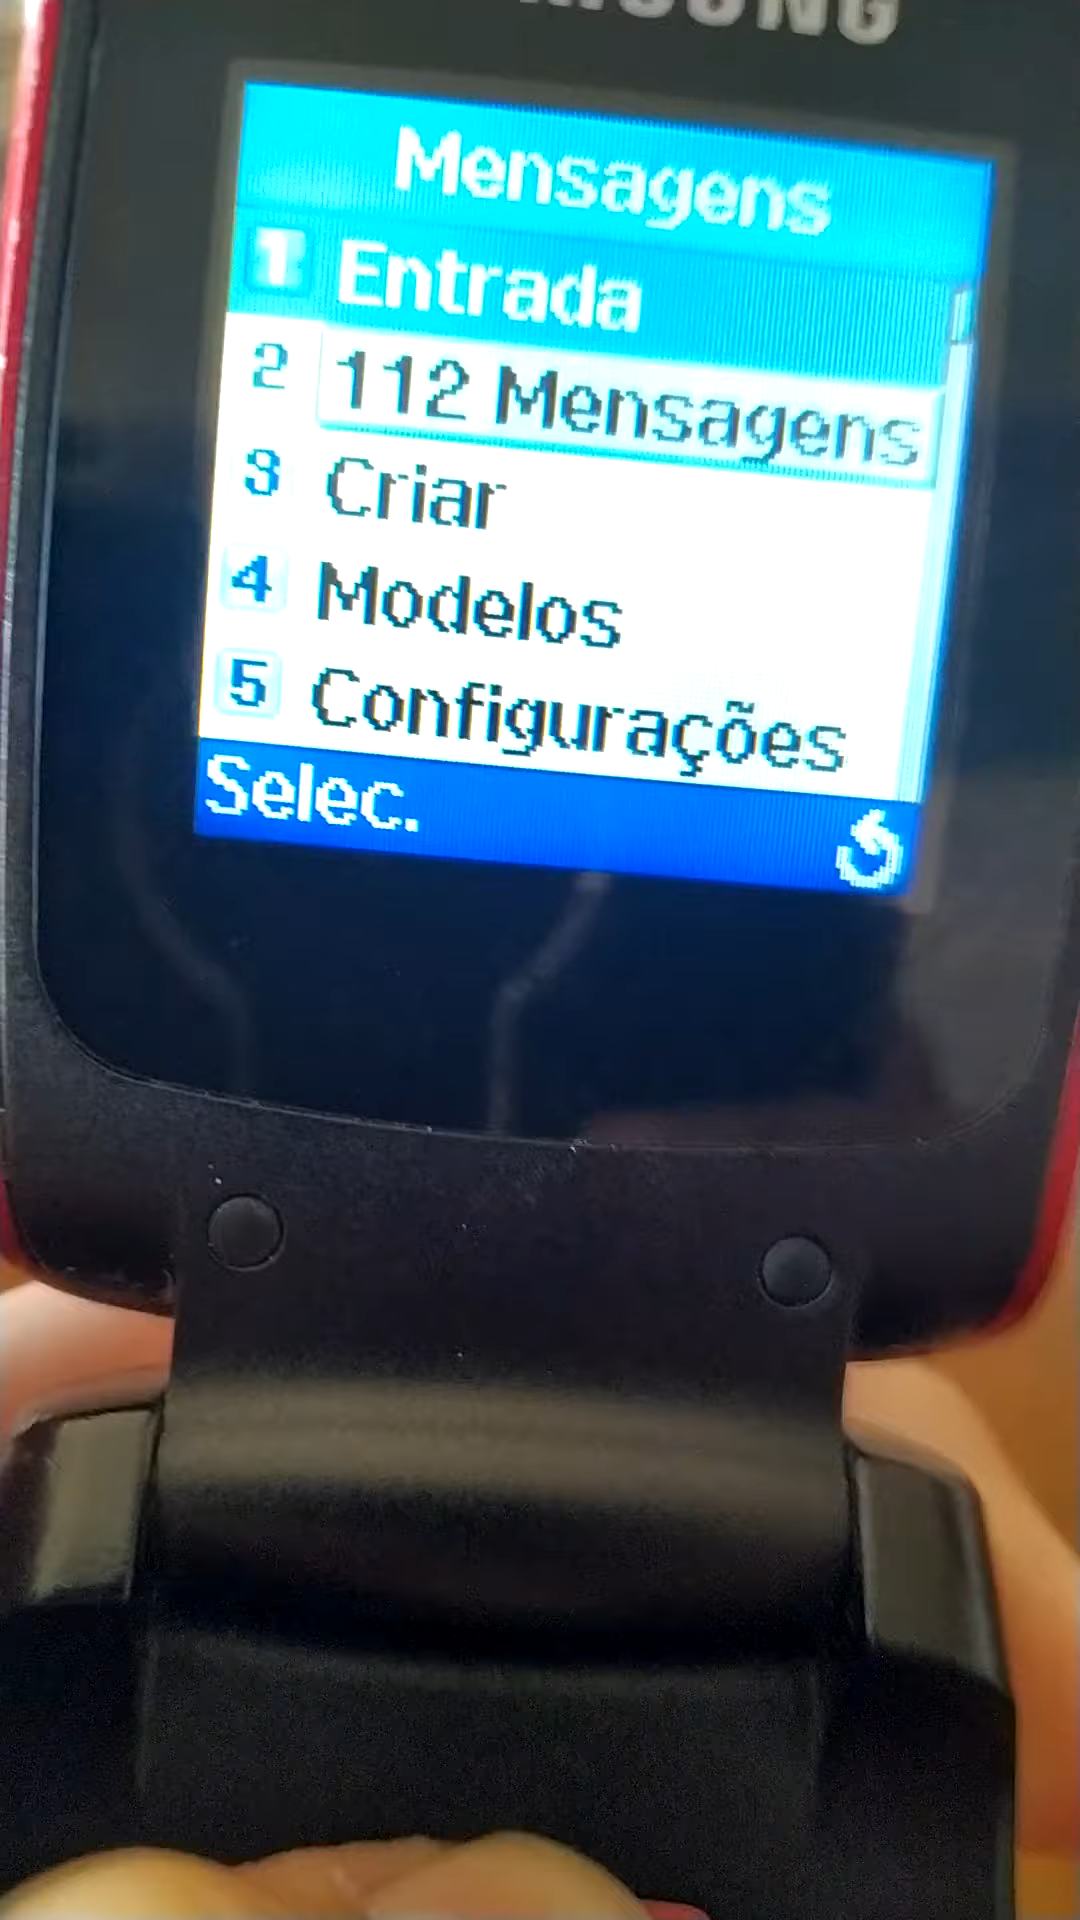 Mensagens
1 Entrada
2 112 Mensagens
3 Criar
4 Modelos
5 Configurações
Selec.